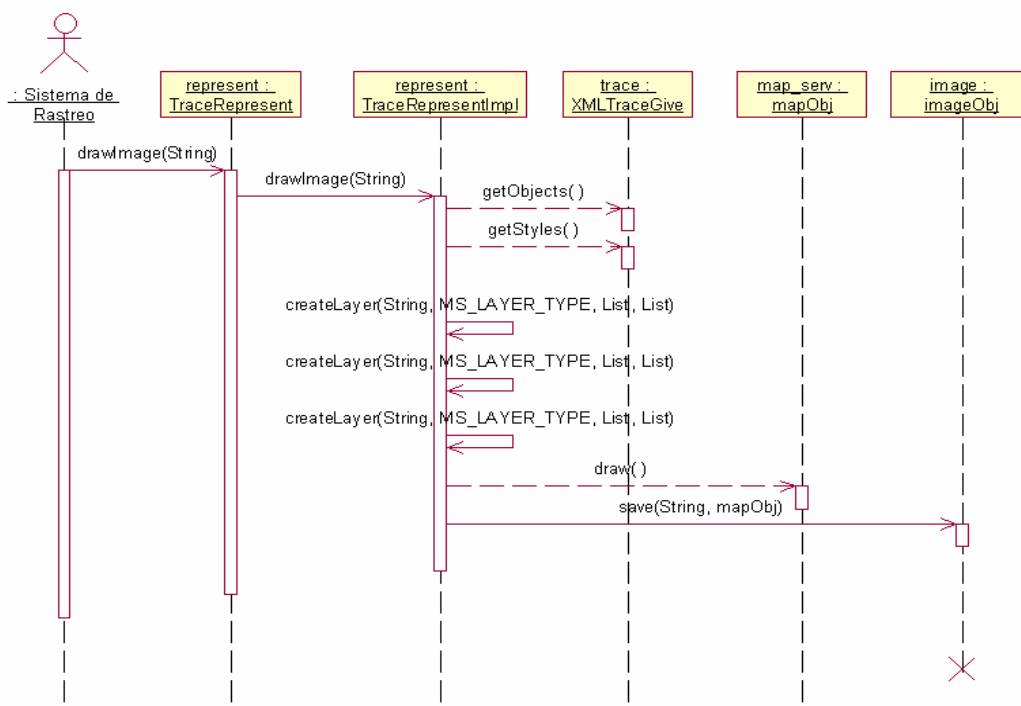 : Sistema de
Rastreo
represent :
TraceRepresent
represent :
TraceRepresentImpl
trace :
XMLTraceGive
map_serv :
mapObj
image :
imageObj
drawImage(String)
drawImage(String)
getObjects( )
getStyles( )
createLayer(String, MS_LAYER_TYPE, List, List)
createLayer(String, MS_LAYER_TYPE, List, List)
createLayer(String, MS_LAYER_TYPE, List, List)
draw( )
save(String, mapObj)